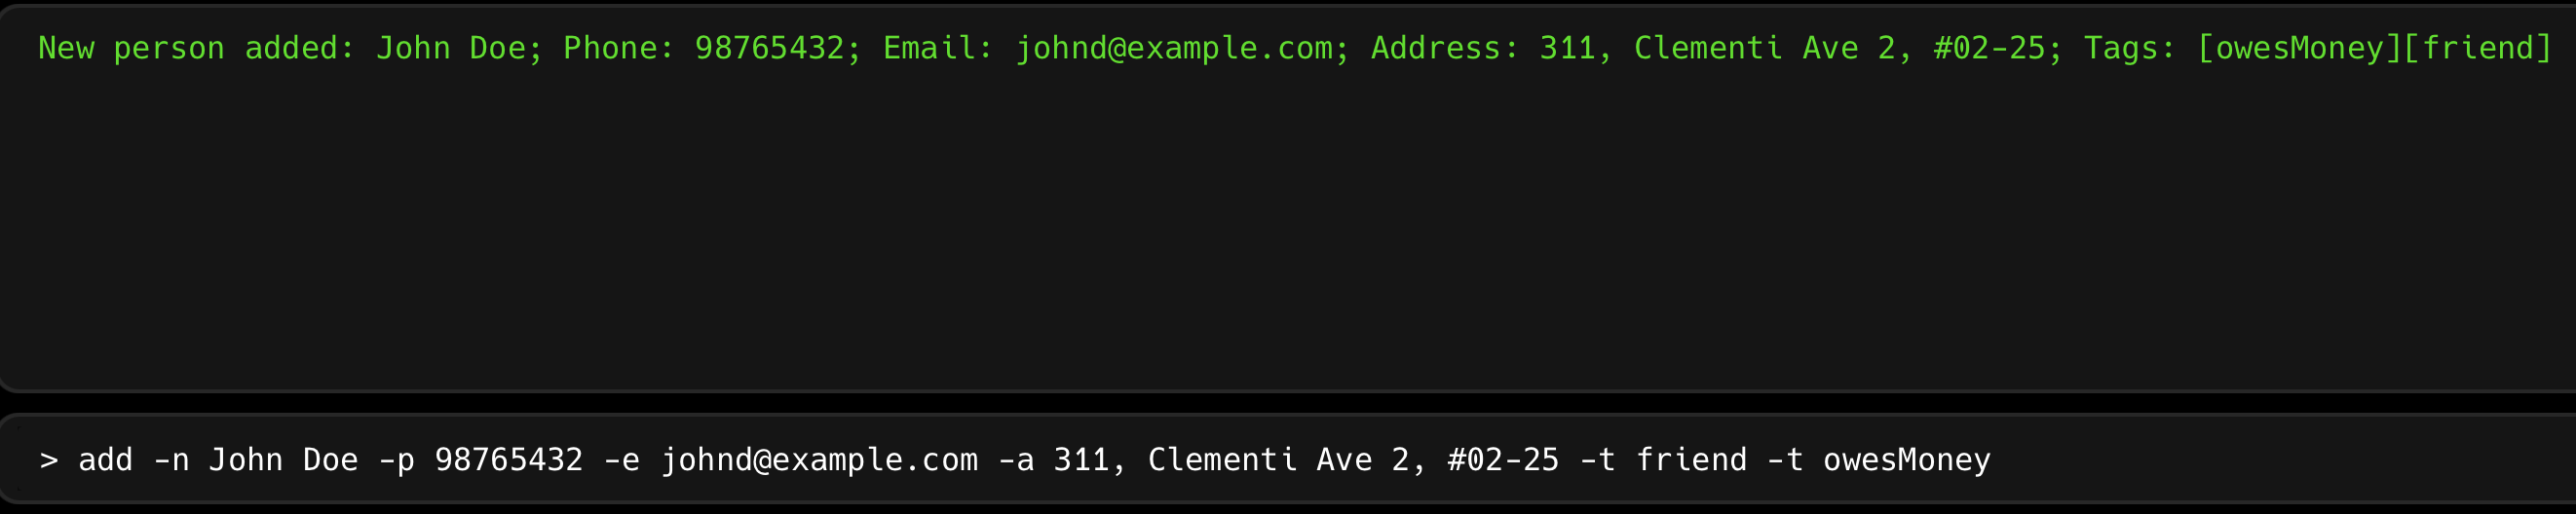 New person added: John Doe; Phone: 98765432; Email: johnd@example.com; Address: 311, Clementi Ave 2, #02-25; Tags: [owesMoney][friend]
> add -n John Doe -p 98765432 -e johnd@example.com -a 311, Clementi Ave 2, #02-25 -t friend -t owesMoney